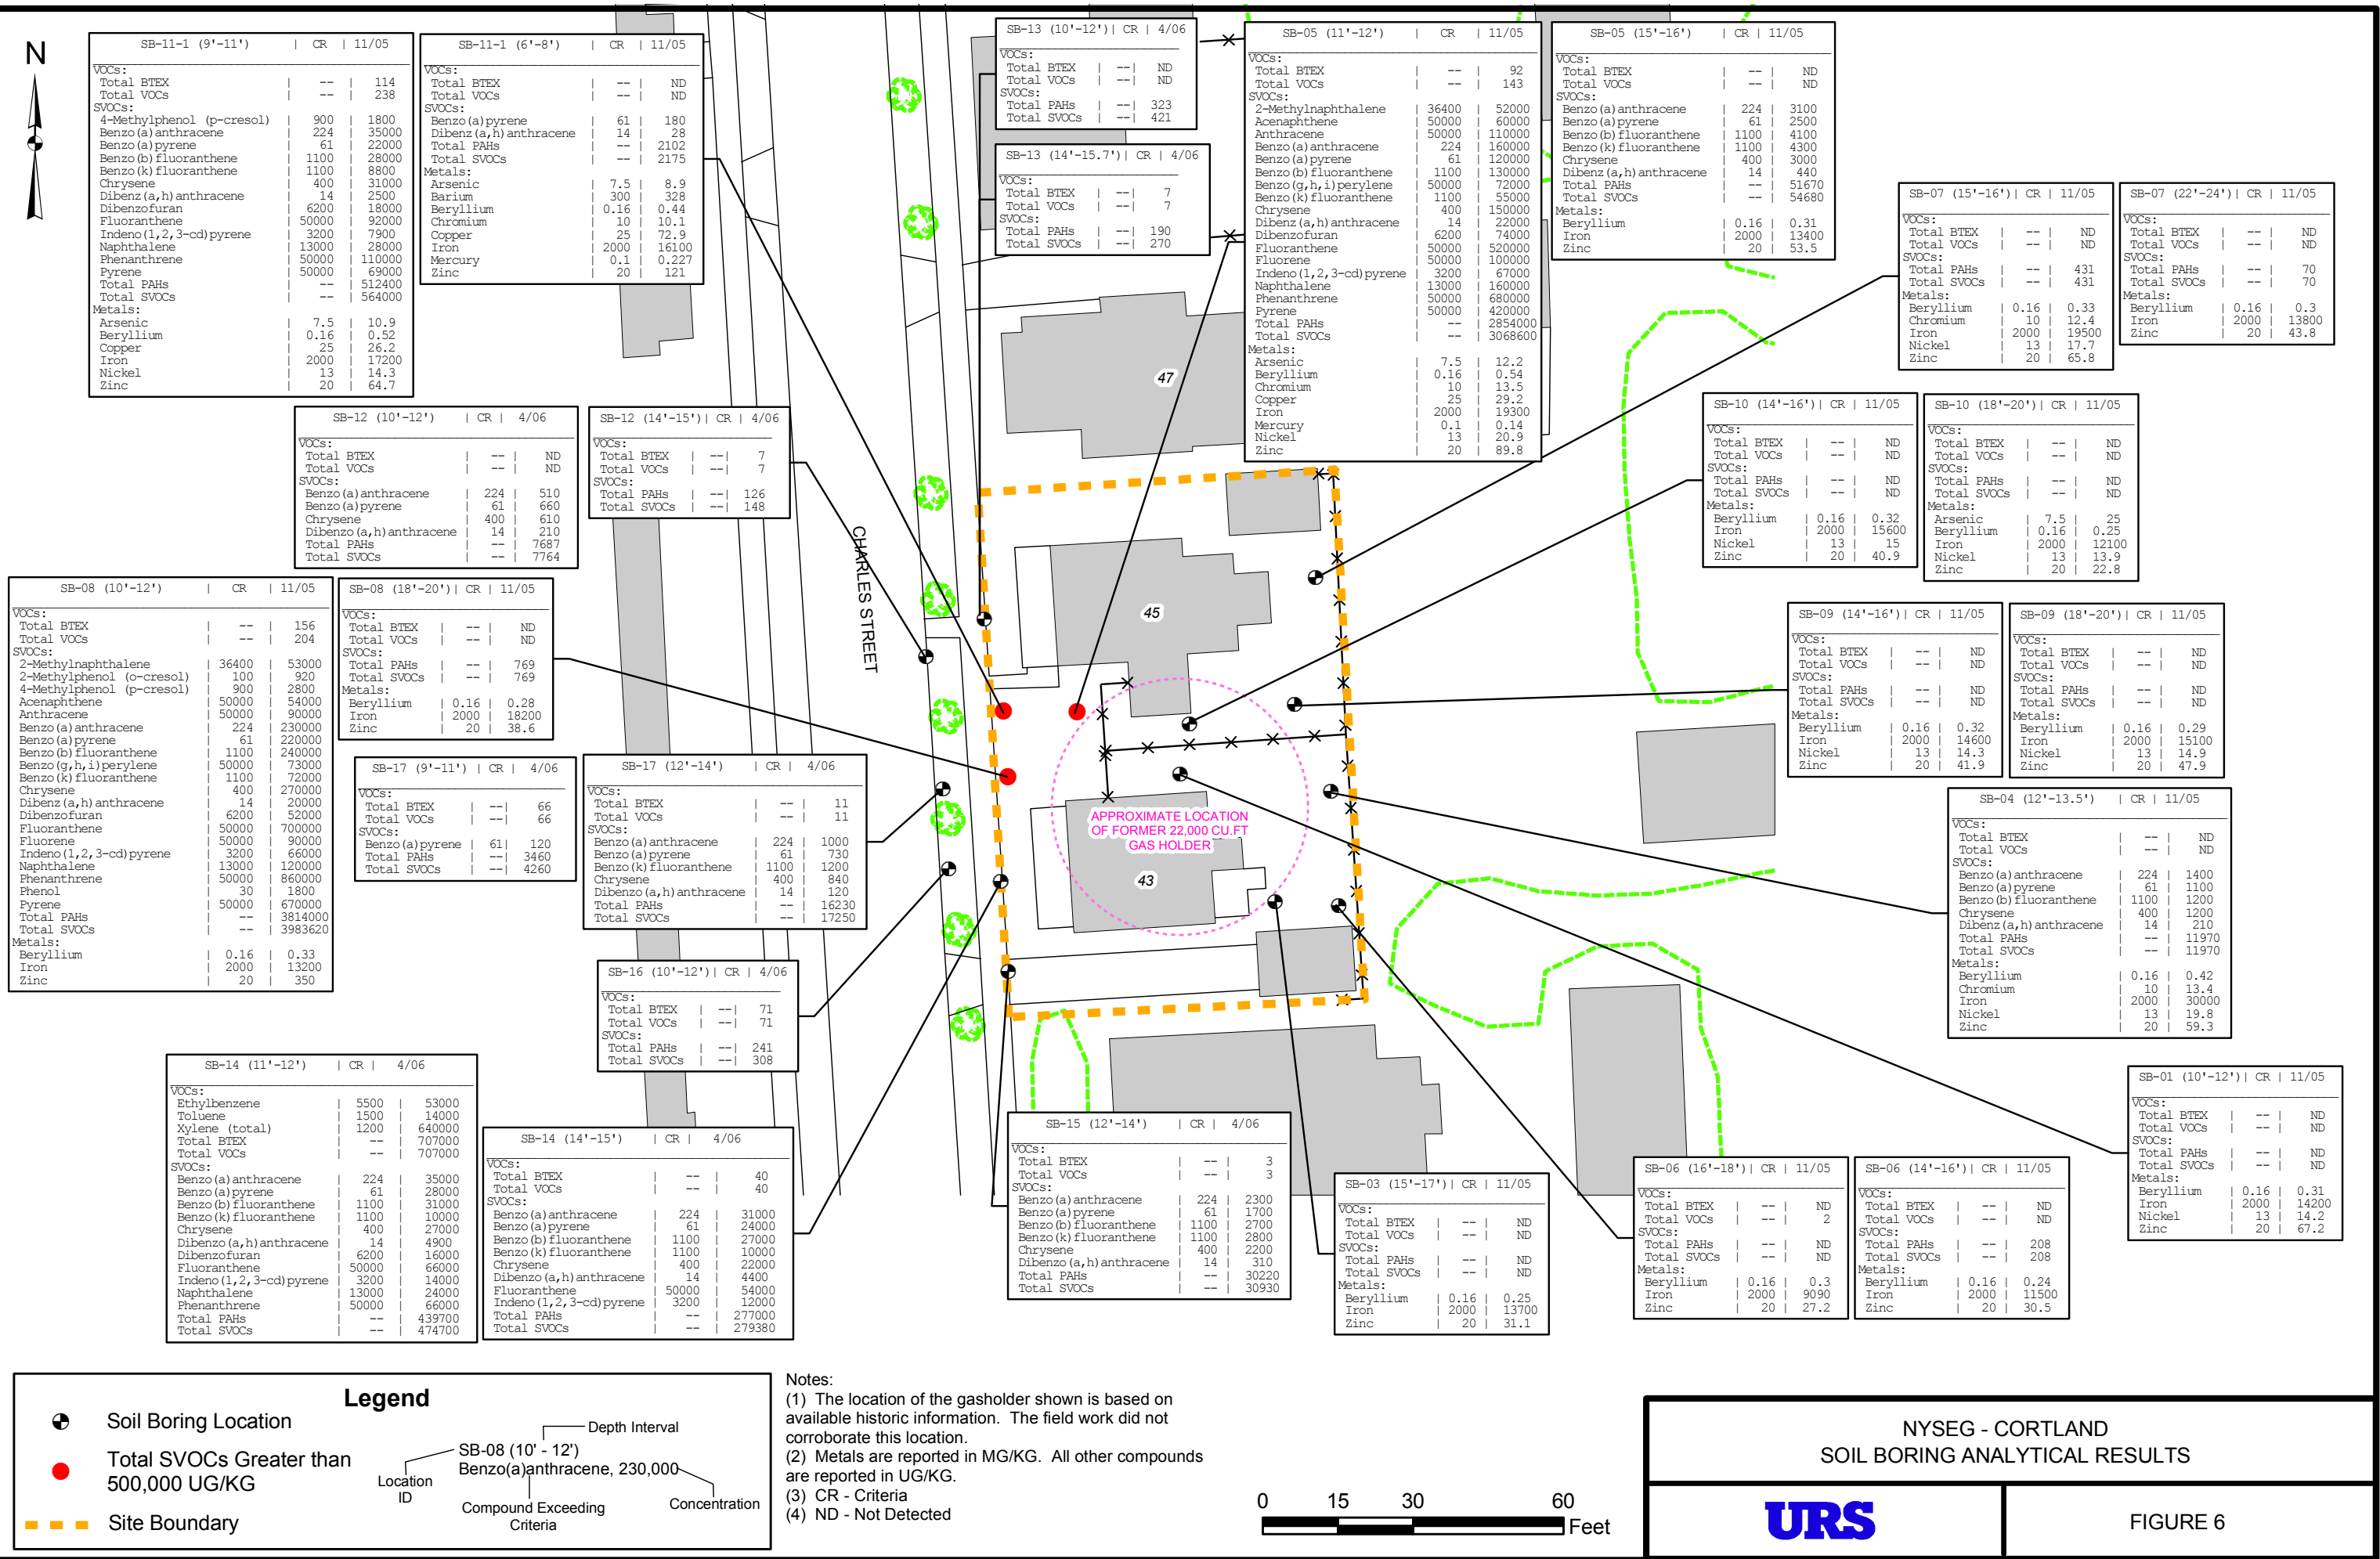 N
SB-11-1 (9'-11') | CR | 11/05
VOCs:
Total BTEX | -- | 114
Total VOCs | -- | 238
SVOCs:
4-Methylphenol (p-cresol) | 900 | 1800
Benzo(a)anthracene | 224 | 35000
Benzo(a)pyrene | 61 | 22000
Benzo(b)fluoranthene | 1100 | 28000
Benzo(k)fluoranthene | 1100 | 8800
Chrysene | 400 | 31000
Dibenz(a,h)anthracene | 14 | 2500
Dibenzofuran | 6200 | 18000
Fluoranthene | 50000 | 92000
Indeno(1,2,3-cd)pyrene | 3200 | 7900
Naphthalene | 13000 | 28000
Phenanthrene | 50000 | 110000
Pyrene | 50000 | 69000
Total PAHs | -- | 512400
Total SVOCs | -- | 564000
Metals:
Arsenic | 7.5 | 10.9
Beryllium | 0.16 | 0.52
Copper | 25 | 26.2
Iron | 2000 | 17200
Nickel | 13 | 14.3
Zinc | 20 | 64.7
SB-11-1 (6'-8') | CR | 11/05
VOCs:
Total BTEX | -- | ND
Total VOCs | -- | ND
SVOCs:
Benzo(a)pyrene | 61 | 180
Dibenz(a,h)anthracene | 14 | 28
Total PAHs | -- | 2102
Total SVOCs | -- | 2175
Metals:
Arsenic | 7.5 | 8.9
Barium | 300 | 328
Beryllium | 0.16 | 0.44
Chromium | 10 | 10.1
Copper | 25 | 72.9
Iron | 2000 | 16100
Mercury | 0.1 | 0.227
Zinc | 20 | 121
SB-13 (10'-12') | CR | 4/06
VOCs:
Total BTEX | -- | ND
Total VOCs | -- | ND
SVOCs:
Total PAHs | -- | 323
Total SVOCs | -- | 421
SB-13 (14'-15.7') | CR | 4/06
VOCs:
Total BTEX | -- | 7
Total VOCs | -- | 7
SVOCs:
Total PAHs | -- | 190
Total SVOCs | -- | 270
SB-05 (11'-12') | CR | 11/05
VOCs:
Total BTEX | -- | 92
Total VOCs | -- | 143
SVOCs:
2-Methylnaphthalene | 36400 | 52000
Acenaphthene | 50000 | 60000
Anthracene | 50000 | 110000
Benzo(a)anthracene | 224 | 160000
Benzo(a)pyrene | 61 | 120000
Benzo(b)fluoranthene | 1100 | 130000
Benzo(g,h,i)perylene | 50000 | 72000
Benzo(k)fluoranthene | 1100 | 55000
Chrysene | 400 | 150000
Dibenz(a,h)anthracene | 14 | 22000
Dibenzofuran | 6200 | 74000
Fluoranthene | 50000 | 520000
Fluorene | 50000 | 100000
Indeno(1,2,3-cd)pyrene | 3200 | 67000
Naphthalene | 13000 | 160000
Phenanthrene | 50000 | 680000
Pyrene | 50000 | 420000
Total PAHs | -- | 2854000
Total SVOCs | -- | 3068600
Metals:
Arsenic | 7.5 | 12.2
Beryllium | 0.16 | 0.54
Chromium | 10 | 13.5
Copper | 25 | 29.2
Iron | 2000 | 19300
Mercury | 0.1 | 0.14
Nickel | 13 | 20.9
Zinc | 20 | 89.8
SB-05 (15'-16') | CR | 11/05
VOCs:
Total BTEX | -- | ND
Total VOCs | -- | ND
SVOCs:
Benzo(a)anthracene | 224 | 3100
Benzo(a)pyrene | 61 | 2500
Benzo(b)fluoranthene | 1100 | 4100
Benzo(k)fluoranthene | 1100 | 4300
Chrysene | 400 | 3000
Dibenz(a,h)anthracene | 14 | 440
Total PAHs | -- | 51670
Total SVOCs | -- | 54680
Metals:
Beryllium | 0.16 | 0.31
Iron | 2000 | 13400
Zinc | 20 | 53.5
SB-07 (15'-16') | CR | 11/05
VOCs:
Total BTEX | -- | ND
Total VOCs | -- | ND
SVOCs:
Total PAHs | -- | 431
Total SVOCs | -- | 431
Metals:
Beryllium | 0.16 | 0.33
Chromium | 10 | 12.4
Iron | 2000 | 19500
Nickel | 13 | 17.7
Zinc | 20 | 65.8
SB-07 (22'-24') | CR | 11/05
VOCs:
Total BTEX | -- | ND
Total VOCs | -- | ND
SVOCs:
Total PAHs | -- | 70
Total SVOCs | -- | 70
Metals:
Beryllium | 0.16 | 0.3
Iron | 2000 | 13800
Zinc | 20 | 43.8
SB-12 (10'-12') | CR | 4/06
VOCs:
Total BTEX | -- | ND
Total VOCs | -- | ND
SVOCs:
Benzo(a)anthracene | 224 | 510
Benzo(a)pyrene | 61 | 660
Chrysene | 400 | 610
Dibenzo(a,h)anthracene | 14 | 210
Total PAHs | -- | 7687
Total SVOCs | -- | 7764
SB-12 (14'-15') | CR | 4/06
VOCs:
Total BTEX | -- | 7
Total VOCs | -- | 7
SVOCs:
Total PAHs | -- | 126
Total SVOCs | -- | 148
SB-10 (14'-16') | CR | 11/05
VOCs:
Total BTEX | -- | ND
Total VOCs | -- | ND
SVOCs:
Total PAHs | -- | ND
Total SVOCs | -- | ND
Metals:
Beryllium | 0.16 | 0.32
Iron | 2000 | 15600
Nickel | 13 | 15
Zinc | 20 | 40.9
SB-10 (18'-20') | CR | 11/05
VOCs:
Total BTEX | -- | ND
Total VOCs | -- | ND
SVOCs:
Total PAHs | -- | ND
Total SVOCs | -- | ND
Metals:
Arsenic | 7.5 | 25
Beryllium | 0.16 | 0.25
Iron | 2000 | 12100
Nickel | 13 | 13.9
Zinc | 20 | 22.8
47
45
43
CHARLES STREET
APPROXIMATE LOCATION
OF FORMER 22,000 CU.FT
GAS HOLDER
SB-08 (10'-12') | CR | 11/05
VOCs:
Total BTEX | -- | 156
Total VOCs | -- | 204
SVOCs:
2-Methylnaphthalene | 36400 | 53000
2-Methylphenol (o-cresol) | 100 | 920
4-Methylphenol (p-cresol) | 900 | 2800
Acenaphthene | 50000 | 54000
Anthracene | 50000 | 90000
Benzo(a)anthracene | 224 | 230000
Benzo(a)pyrene | 61 | 220000
Benzo(b)fluoranthene | 1100 | 240000
Benzo(g,h,i)perylene | 50000 | 73000
Benzo(k)fluoranthene | 1100 | 72000
Chrysene | 400 | 270000
Dibenz(a,h)anthracene | 14 | 20000
Dibenzofuran | 6200 | 52000
Fluoranthene | 50000 | 700000
Fluorene | 50000 | 90000
Indeno(1,2,3-cd)pyrene | 3200 | 66000
Naphthalene | 13000 | 120000
Phenanthrene | 50000 | 860000
Phenol | 30 | 1800
Pyrene | 50000 | 670000
Total PAHs | -- | 3814000
Total SVOCs | -- | 3983620
Metals:
Beryllium | 0.16 | 0.33
Iron | 2000 | 13200
Zinc | 20 | 350
SB-08 (18'-20') | CR | 11/05
VOCs:
Total BTEX | -- | ND
Total VOCs | -- | ND
SVOCs:
Total PAHs | -- | 769
Total SVOCs | -- | 769
Metals:
Beryllium | 0.16 | 0.28
Iron | 2000 | 18200
Zinc | 20 | 38.6
SB-09 (14'-16') | CR | 11/05
VOCs:
Total BTEX | -- | ND
Total VOCs | -- | ND
SVOCs:
Total PAHs | -- | ND
Total SVOCs | -- | ND
Metals:
Beryllium | 0.16 | 0.32
Iron | 2000 | 14600
Nickel | 13 | 14.3
Zinc | 20 | 41.9
SB-09 (18'-20') | CR | 11/05
VOCs:
Total BTEX | -- | ND
Total VOCs | -- | ND
SVOCs:
Total PAHs | -- | ND
Total SVOCs | -- | ND
Metals:
Beryllium | 0.16 | 0.29
Iron | 2000 | 15100
Nickel | 13 | 14.9
Zinc | 20 | 47.9
SB-17 (9'-11') | CR | 4/06
VOCs:
Total BTEX | -- | 66
Total VOCs | -- | 66
SVOCs:
Benzo(a)pyrene | 61 | 120
Total PAHs | -- | 3460
Total SVOCs | -- | 4260
SB-17 (12'-14') | CR | 4/06
VOCs:
Total BTEX | -- | 11
Total VOCs | -- | 11
SVOCs:
Benzo(a)anthracene | 224 | 1000
Benzo(a)pyrene | 61 | 730
Benzo(k)fluoranthene | 1100 | 1200
Chrysene | 400 | 840
Dibenzo(a,h)anthracene | 14 | 120
Total PAHs | -- | 16230
Total SVOCs | -- | 17250
SB-04 (12'-13.5') | CR | 11/05
VOCs:
Total BTEX | -- | ND
Total VOCs | -- | ND
SVOCs:
Benzo(a)anthracene | 224 | 1400
Benzo(a)pyrene | 61 | 1100
Benzo(b)fluoranthene | 1100 | 1200
Chrysene | 400 | 1200
Dibenz(a,h)anthracene | 14 | 210
Total PAHs | -- | 11970
Total SVOCs | -- | 11970
Metals:
Beryllium | 0.16 | 0.42
Chromium | 10 | 13.4
Iron | 2000 | 30000
Nickel | 13 | 19.8
Zinc | 20 | 59.3
SB-16 (10'-12') | CR | 4/06
VOCs:
Total BTEX | -- | 71
Total VOCs | -- | 71
SVOCs:
Total PAHs | -- | 241
Total SVOCs | -- | 308
SB-14 (11'-12') | CR | 4/06
VOCs:
Ethylbenzene | 5500 | 53000
Toluene | 1500 | 14000
Xylene (total) | 1200 | 640000
Total BTEX | -- | 707000
Total VOCs | -- | 707000
SVOCs:
Benzo(a)anthracene | 224 | 35000
Benzo(a)pyrene | 61 | 28000
Benzo(b)fluoranthene | 1100 | 31000
Benzo(k)fluoranthene | 1100 | 10000
Chrysene | 400 | 27000
Dibenzo(a,h)anthracene | 14 | 4900
Dibenzofuran | 6200 | 16000
Fluoranthene | 50000 | 66000
Indeno(1,2,3-cd)pyrene | 3200 | 14000
Naphthalene | 13000 | 24000
Phenanthrene | 50000 | 66000
Total PAHs | -- | 439700
Total SVOCs | -- | 474700
SB-14 (14'-15') | CR | 4/06
VOCs:
Total BTEX | -- | 40
Total VOCs | -- | 40
SVOCs:
Benzo(a)anthracene | 224 | 31000
Benzo(a)pyrene | 61 | 24000
Benzo(b)fluoranthene | 1100 | 27000
Benzo(k)fluoranthene | 1100 | 10000
Chrysene | 400 | 22000
Dibenzo(a,h)anthracene | 14 | 4400
Fluoranthene | 50000 | 54000
Indeno(1,2,3-cd)pyrene | 3200 | 12000
Total PAHs | -- | 277000
Total SVOCs | -- | 279380
SB-15 (12'-14') | CR | 4/06
VOCs:
Total BTEX | -- | 3
Total VOCs | -- | 3
SVOCs:
Benzo(a)anthracene | 224 | 2300
Benzo(a)pyrene | 61 | 1700
Benzo(b)fluoranthene | 1100 | 2700
Benzo(k)fluoranthene | 1100 | 2800
Chrysene | 400 | 2200
Dibenzo(a,h)anthracene | 14 | 310
Total PAHs | -- | 30220
Total SVOCs | -- | 30930
SB-03 (15'-17') | CR | 11/05
VOCs:
Total BTEX | -- | ND
Total VOCs | -- | ND
SVOCs:
Total PAHs | -- | ND
Total SVOCs | -- | ND
Metals:
Beryllium | 0.16 | 0.25
Iron | 2000 | 13700
Zinc | 20 | 31.1
SB-06 (16'-18') | CR | 11/05
VOCs:
Total BTEX | -- | ND
Total VOCs | -- | 2
SVOCs:
Total PAHs | -- | ND
Total SVOCs | -- | ND
Metals:
Beryllium | 0.16 | 0.3
Iron | 2000 | 9090
Zinc | 20 | 27.2
SB-06 (14'-16') | CR | 11/05
VOCs:
Total BTEX | -- | ND
Total VOCs | -- | ND
SVOCs:
Total PAHs | -- | 208
Total SVOCs | -- | 208
Metals:
Beryllium | 0.16 | 0.24
Iron | 2000 | 11500
Zinc | 20 | 30.5
SB-01 (10'-12') | CR | 11/05
VOCs:
Total BTEX | -- | ND
Total VOCs | -- | ND
SVOCs:
Total PAHs | -- | ND
Total SVOCs | -- | ND
Metals:
Beryllium | 0.16 | 0.31
Iron | 2000 | 14200
Nickel | 13 | 14.2
Zinc | 20 | 67.2
Legend
Soil Boring Location
Total SVOCs Greater than
500,000 UG/KG
Site Boundary
Depth Interval
SB-08 (10' - 12')
Benzo(a)anthracene, 230,000
Location
ID
Compound Exceeding
Criteria
Concentration
Notes:
(1) The location of the gasholder shown is based on
available historic information. The field work did not
corroborate this location.
(2) Metals are reported in MG/KG. All other compounds
are reported in UG/KG.
(3) CR - Criteria
(4) ND - Not Detected
0 15 30 60
Feet
NYSEG - CORTLAND
SOIL BORING ANALYTICAL RESULTS
URS
FIGURE 6